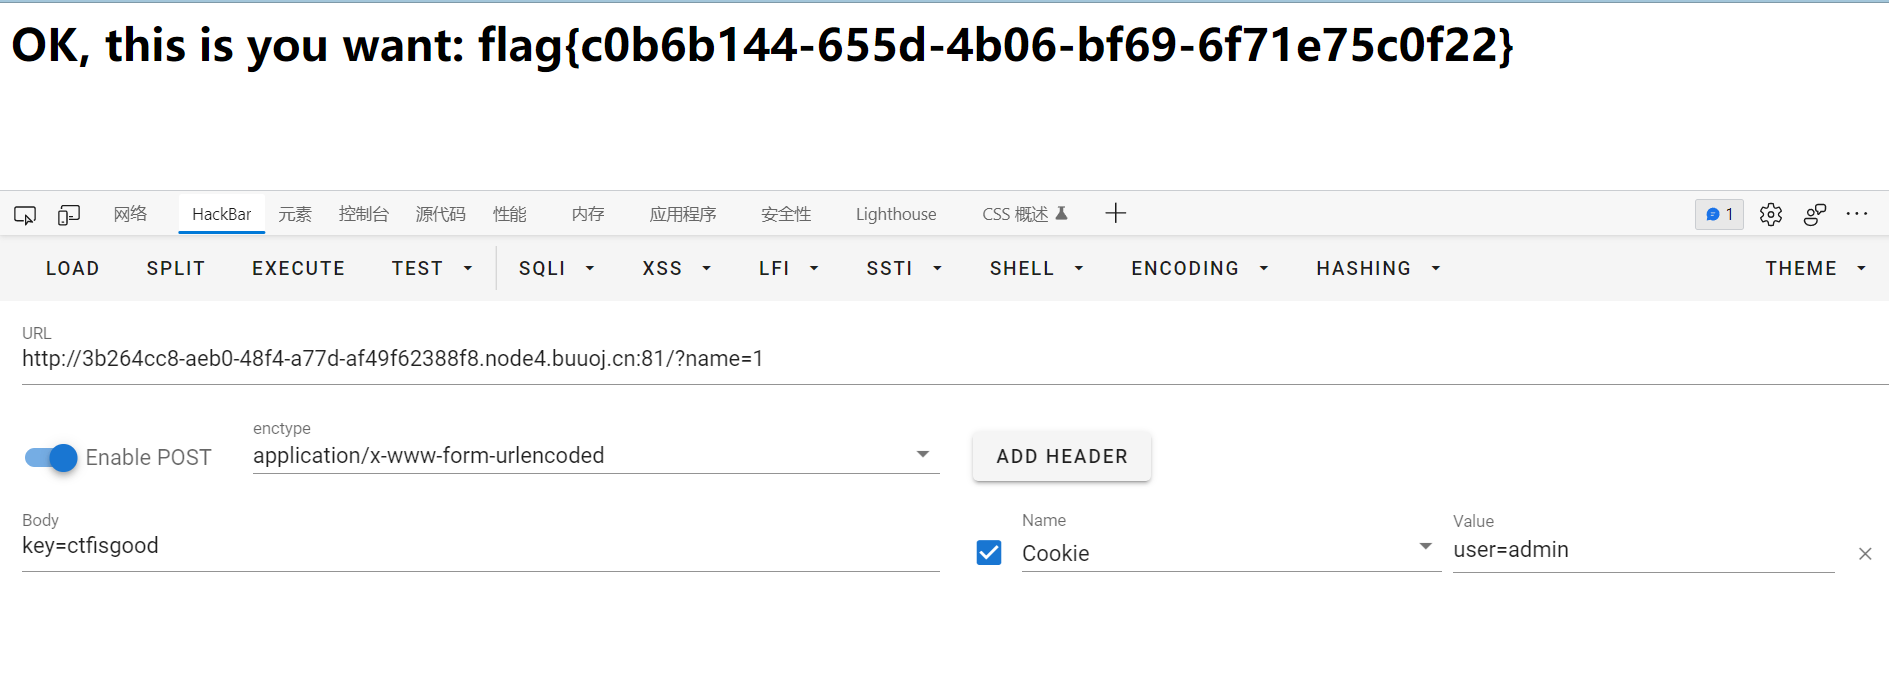 OK, this is you want: flag{c0b6b144-655d-4b06-bf69-6f71e75c0f22}
网络 HackBar 元素 控制台 源代码 性能 内存 应用程序 安全性 Lighthouse CSS 概述 1
LOAD SPLIT EXECUTE TEST SQLI XSS LFI SSTI SHELL ENCODING HASHING THEME
URL
http://3b264cc8-aeb0-48f4-a77d-af49f62388f8.node4.buuoj.cn:81/?name=1
enctype
Enable POST application/x-www-form-urlencoded ADD HEADER
Body Name Value
key=ctfisgood Cookie user=admin